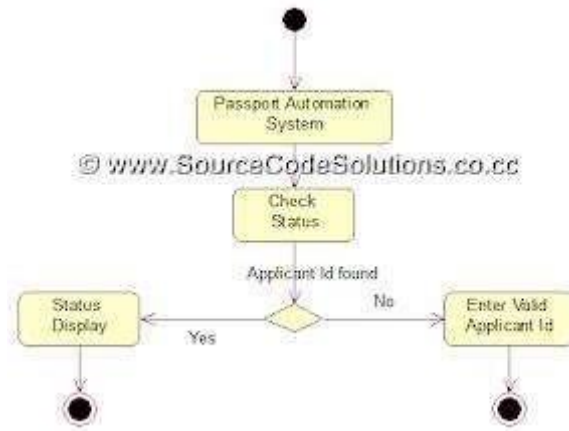 Passport Automation
System
© www.SourceCodeSolutions.co.cc
Check
Status
Applicant Id found
Status
Display
Yes
No
Enter Valid
Applicant Id